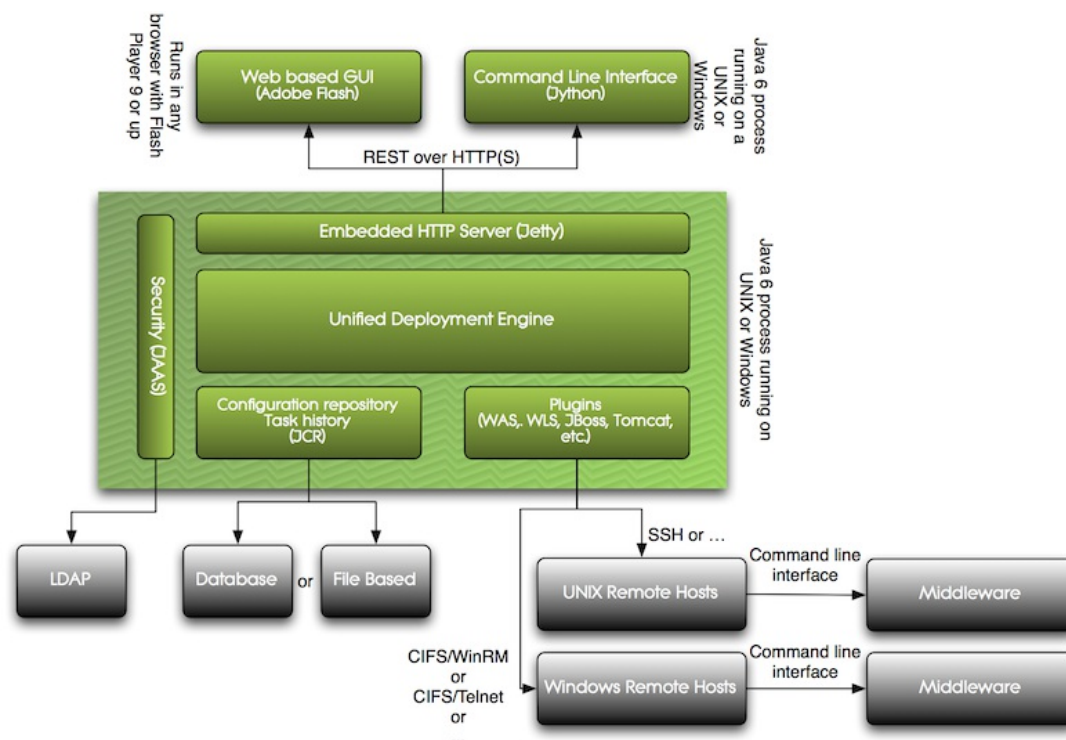 Runs in any
browser with Flash
Player 9 or up
Web based GUI
(Adobe Flash)
Command Line Interface
(Jython)
Java 6 process
running on a
UNIX or
Windows
REST over HTTP(S)
Embedded HTTP Server (Jetty)
Security (JAAS)
Unified Deployment Engine
Java 6 process running on
UNIX or Windows
Configuration repository
Task history
(JCR)
Plugins
(WAS,. WLS, JBoss, Tomcat,
etc.)
LDAP
Database
or
File Based
SSH or …
UNIX Remote Hosts
Command line
interface
Middleware
CIFS/WinRM
or
CIFS/Telnet
or
Windows Remote Hosts
Command line
interface
Middleware